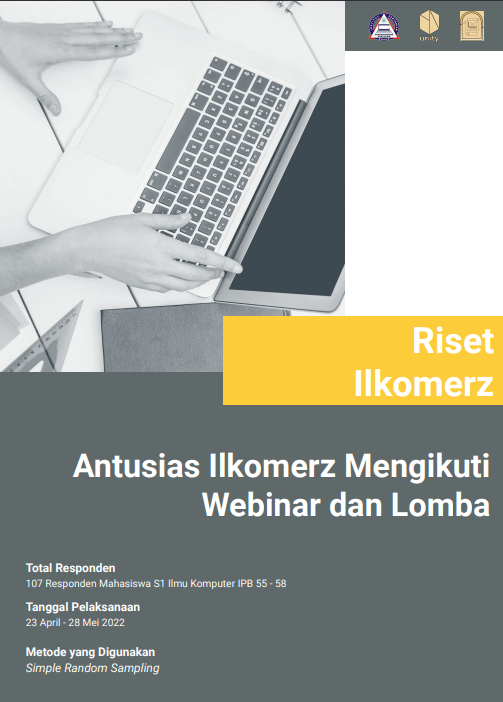 unity
Riset
Ilkomerz
Antusias Ilkomerz Mengikuti
Webinar dan Lomba
Total Responden
107 Responden Mahasiswa S1 Ilmu Komputer IPB 55 - 58
Tanggal Pelaksanaan
23 April - 28 Mei 2022
Metode yang Digunakan
Simple Random Sampling